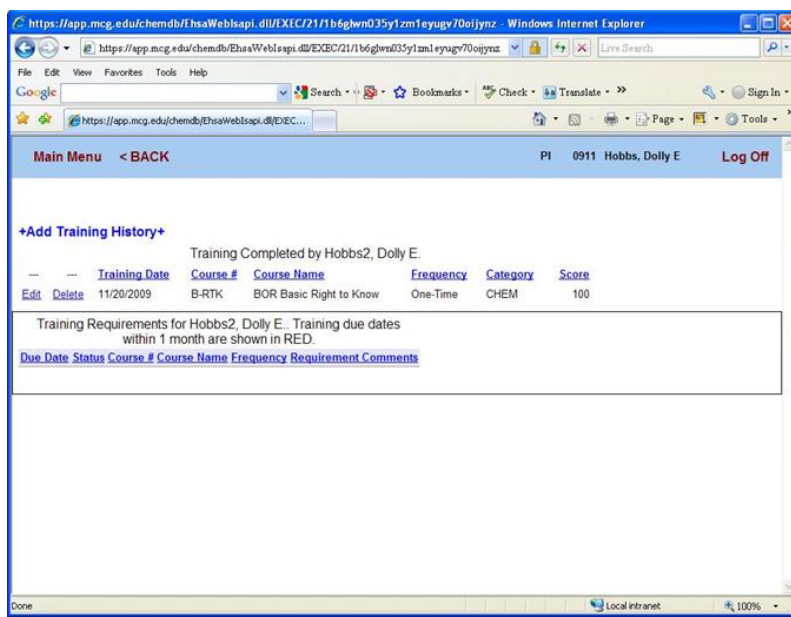 https://app.mcg.edu/chemdb/EhsaWebIsapi.dll/EXEC/21/1b6glwn035y1zm1eyugv70oijynz - Windows Internet Explorer
https://app.mcg.edu/chemdb/EhsaWebIsapi.dll/EXEC/21/1b6glwn035y1zm1eyugv70oijynz Live Search
File Edit View Favorites Tools Help
Google Search Bookmarks Check Translate » Sign In
https://app.mcg.edu/chemdb/EhsaWebIsapi.dll/EXEC... Page Tools »
Main Menu < BACK PI 0911 Hobbs, Dolly E Log Off
+Add Training History+
Training Completed by Hobbs2, Dolly E.
--- --- Training Date Course # Course Name Frequency Category Score
Edit Delete 11/20/2009 B-RTK BOR Basic Right to Know One-Time CHEM 100
Training Requirements for Hobbs2, Dolly E.. Training due dates
within 1 month are shown in RED.
Due Date Status Course # Course Name Frequency Requirement Comments
Done Local intranet 100%